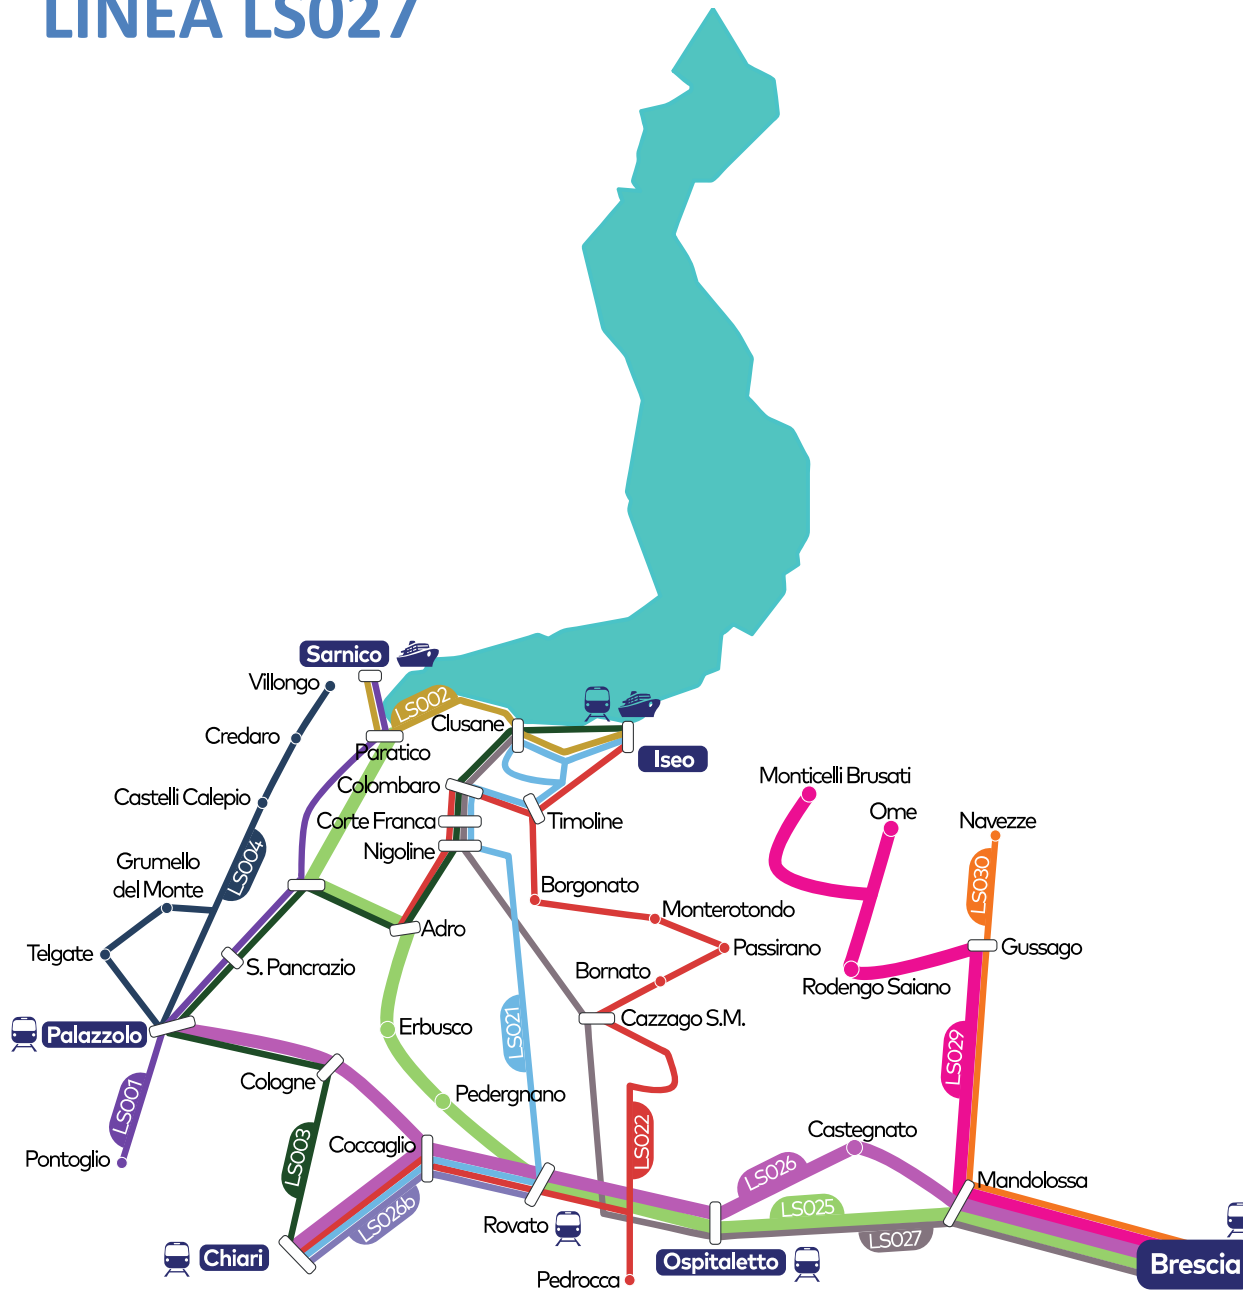 LINEA LS027
Sarnico
Villongo
LS002
Clusane
Credaro
Paratico
Iseo
Monticelli Brusati
Colombaro
Castelli Calepio
Ome
Corte Franca
Timoline
Navezze
Nigoline
Grumello
del Monte
LS004
LS030
Borgonato
Monterotondo
Adro
Gussago
Passirano
Telgate
S. Pancrazio
Bornato
Rodengo Saiano
Cazzago S.M.
Erbusco
Palazzolo
LS021
LS029
Cologne
Pedergnano
LS001
Castegnato
LS022
Coccaglio
Pontoglio
LS003
LS026
Mandolossa
LS025
LS026b
Rovato
LS027
Chiari
Ospitaletto
Brescia
Pedrocca